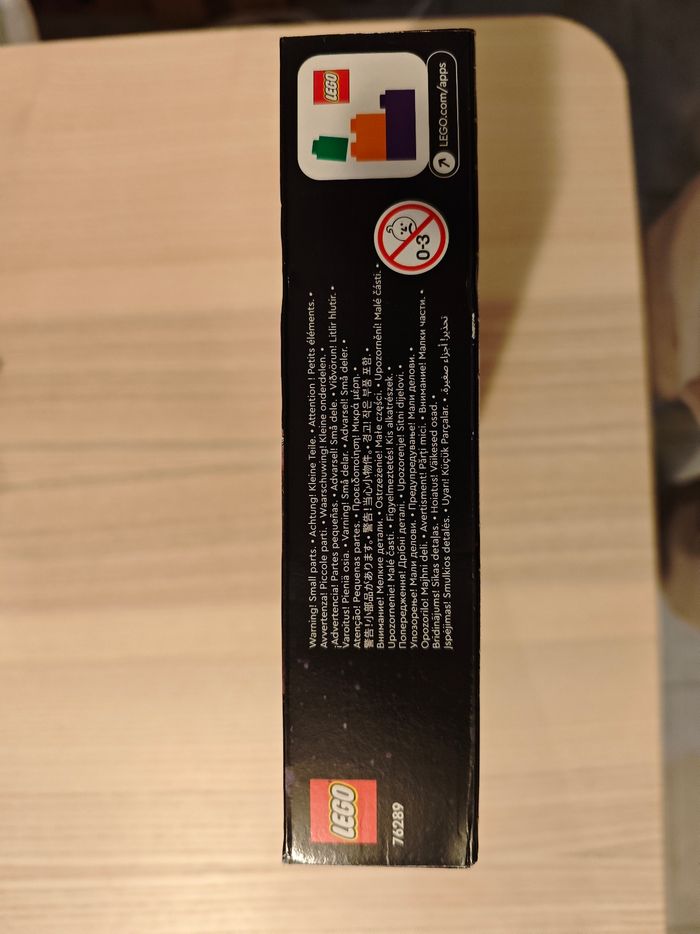 LEGO
LEGO.com/apps
0-3
Warning! Small parts. • Achtung! Kleine Teile. • Attention ! Petits éléments. •
Avvertenza! Piccole parti. • Waarschuwing! Kleine onderdelen. •
¡Advertencia! Partes pequeñas. • Advarsel! Små dele. • Viðvörun! Litlir hlutir. •
Varoitus! Pieniä osia. • Varning! Små delar. • Advarsel! Små deler. •
Atenção! Pequenas partes. • Προειδοποίηση! Μικρά μέρη. •
警告!小部品があります。• 警告!当心小物件。• 경고! 작은 부품 포함. •
Внимание! Мелкие детали. • Ostrzeżenie! Małe części. • Upozornění! Malé části. •
Upozornenie! Malé časti. • Figyelmeztetés! Kis alkatrészek. •
Попередження! Дрібні деталі. • Upozorenje! Sitni dijelovi. •
Упозорење! Мали делови. • Предупредување! Мали делови. •
Opozorilo! Majhni deli. • Avertisment! Părți mici. • Внимание! Малки части. •
Brīdinājums! Sīkas detaļas. • Hoiatus! Väikesed osad. •
Įspėjimas! Smulkios detalės. • Uyarı! Küçük Parçalar. • تحذير! أجزاء صغيرة.
LEGO
76289